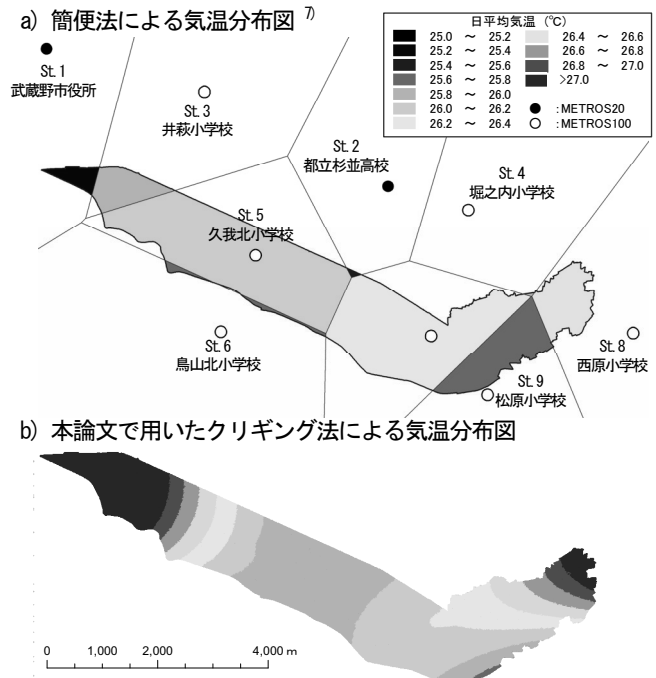 a) 簡便法による気温分布図 7)
日平均気温 (℃)
25.0 ～ 25.2
25.2 ～ 25.4
25.4 ～ 25.6
25.6 ～ 25.8
25.8 ～ 26.0
26.0 ～ 26.2
26.2 ～ 26.4
26.4 ～ 26.6
26.6 ～ 26.8
26.8 ～ 27.0
>27.0
:METROS20
:METROS100
St. 1
武蔵野市役所
St. 3
井萩小学校
St. 2
都立杉並高校
St. 4
堀之内小学校
St. 5
久我北小学校
St. 6
烏山北小学校
St. 8
西原小学校
St. 9
松原小学校
b) 本論文で用いたクリギング法による気温分布図
0 1,000 2,000 4,000 m